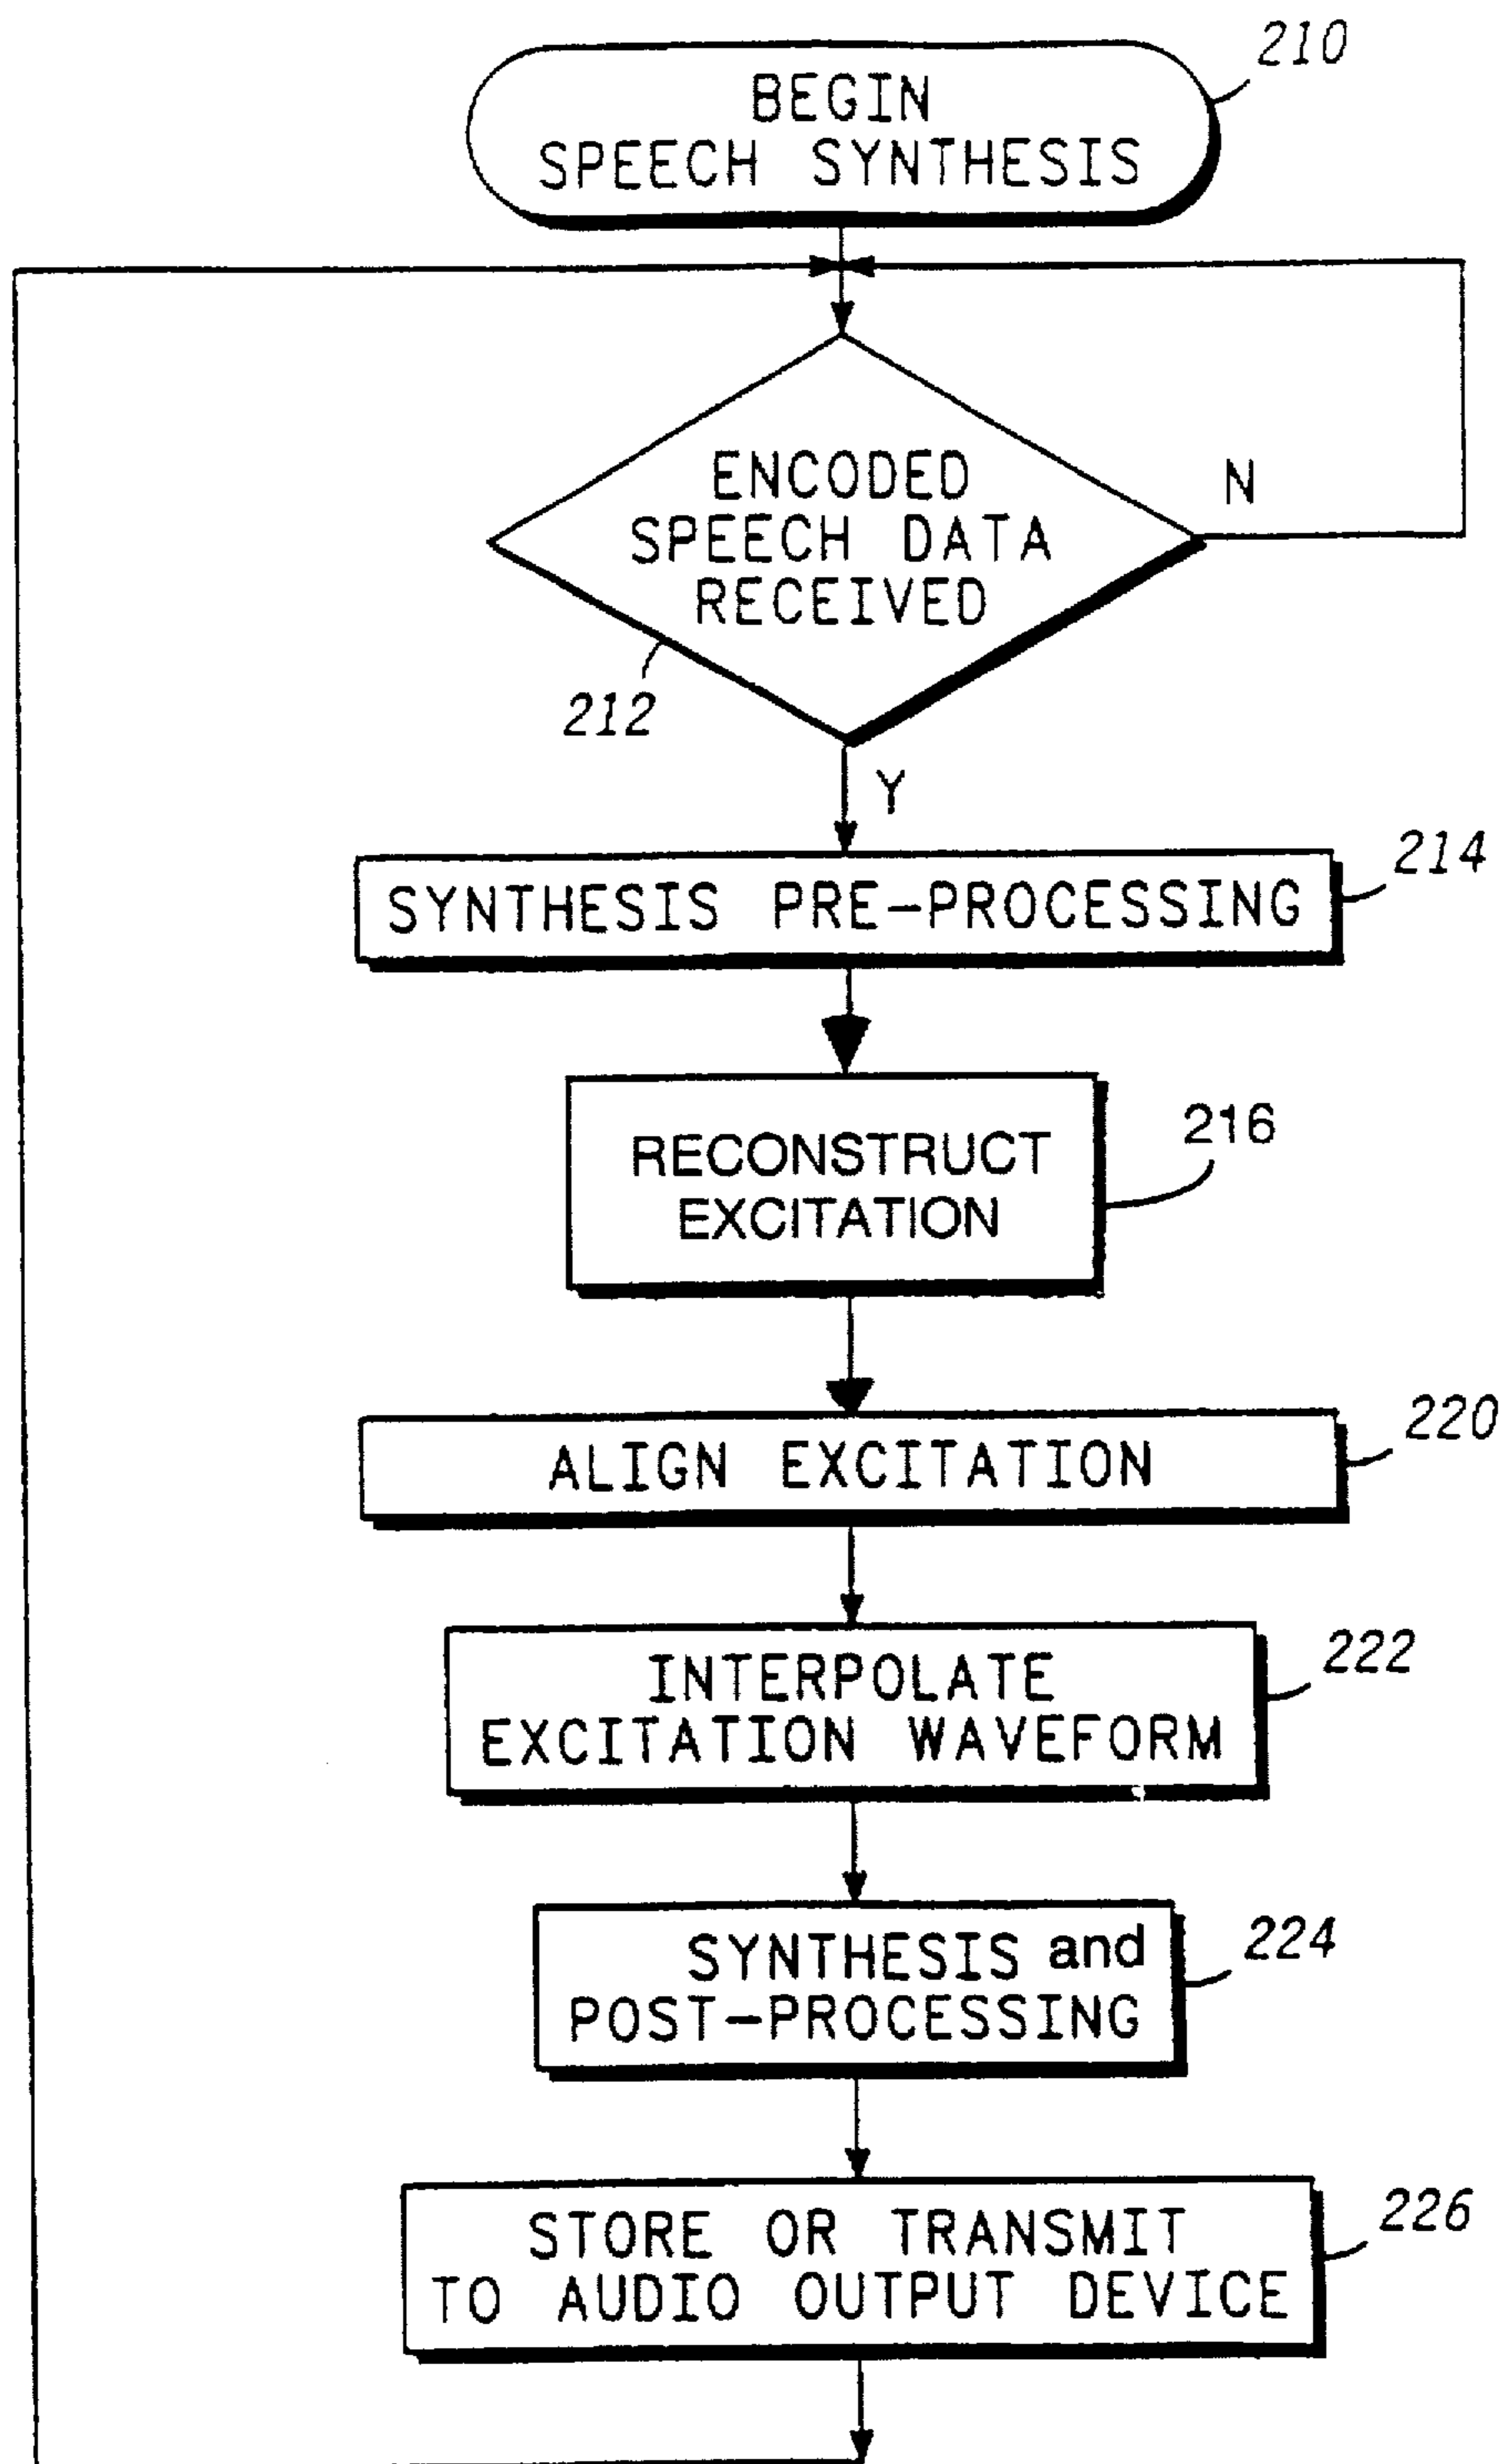 210
BEGIN
SPEECH SYNTHESIS
ENCODED
SPEECH DATA
RECEIVED
N
212
Y
214
SYNTHESIS PRE-PROCESSING
RECONSTRUCT
EXCITATION
216
220
ALIGN EXCITATION
222
INTERPOLATE
EXCITATION WAVEFORM
224
SYNTHESIS and
POST-PROCESSING
226
STORE OR TRANSMIT
TO AUDIO OUTPUT DEVICE